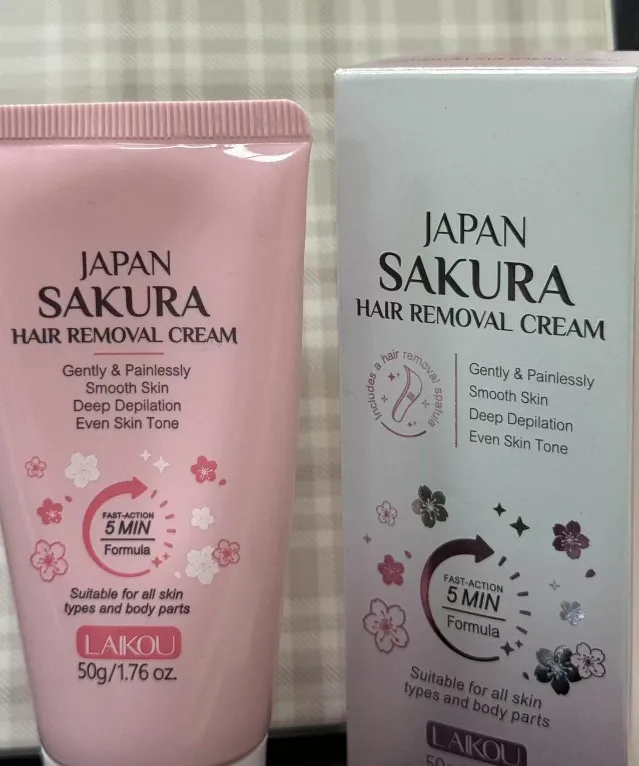 JAPAN
SAKURA
HAIR REMOVAL CREAM
Gently & Painlessly
Smooth Skin
Deep Depilation
Even Skin Tone
FAST-ACTION
5 MIN
Formula
Suitable for all skin
types and body parts
LAIKOU
50g/1.76 oz.
JAPAN
SAKURA
HAIR REMOVAL CREAM
Includes a hair removal spatula
Gently & Painlessly
Smooth Skin
Deep Depilation
Even Skin Tone
FAST-ACTION
5 MIN
Formula
Suitable for all skin
types and body parts
LAIKOU